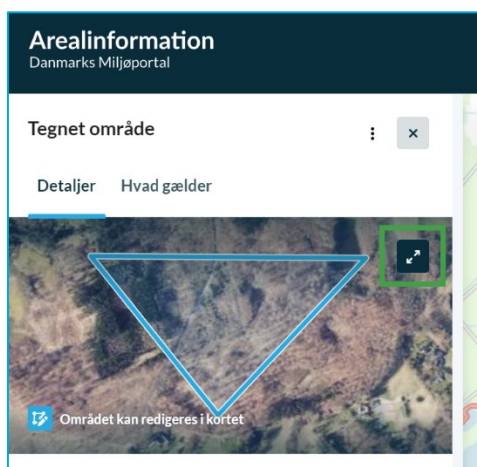 Arealinformation
Danmarks Miljøportal
Tegnet område
Detaljer Hvad gælder
Området kan redigeres i kortet